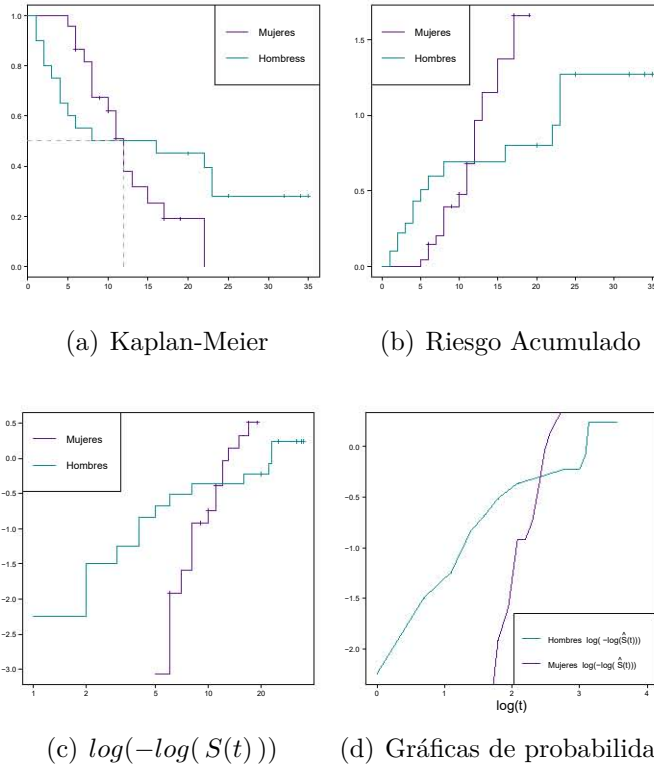 1.0
0.8
0.6
0.4
0.2
0.0
Mujeres
Hombress
0 5 10 15 20 25 30 35
(a) Kaplan-Meier
1.5
1.0
0.5
0.0
Mujeres
Hombres
0 5 10 15 20 25 30 35
(b) Riesgo Acumulado
0.5
0.0
−0.5
−1.0
−1.5
−2.0
−2.5
−3.0
Mujeres
Hombres
1 2 5 10 20
(c) log(−log( S(t) ))
0.0
−0.5
−1.0
−1.5
−2.0
Hombres log( −log(Ŝ(t)))
Mujeres log(−log( Ŝ(t)))
0 1 2 3 4
log(t)
(d) Gráficas de probabilida